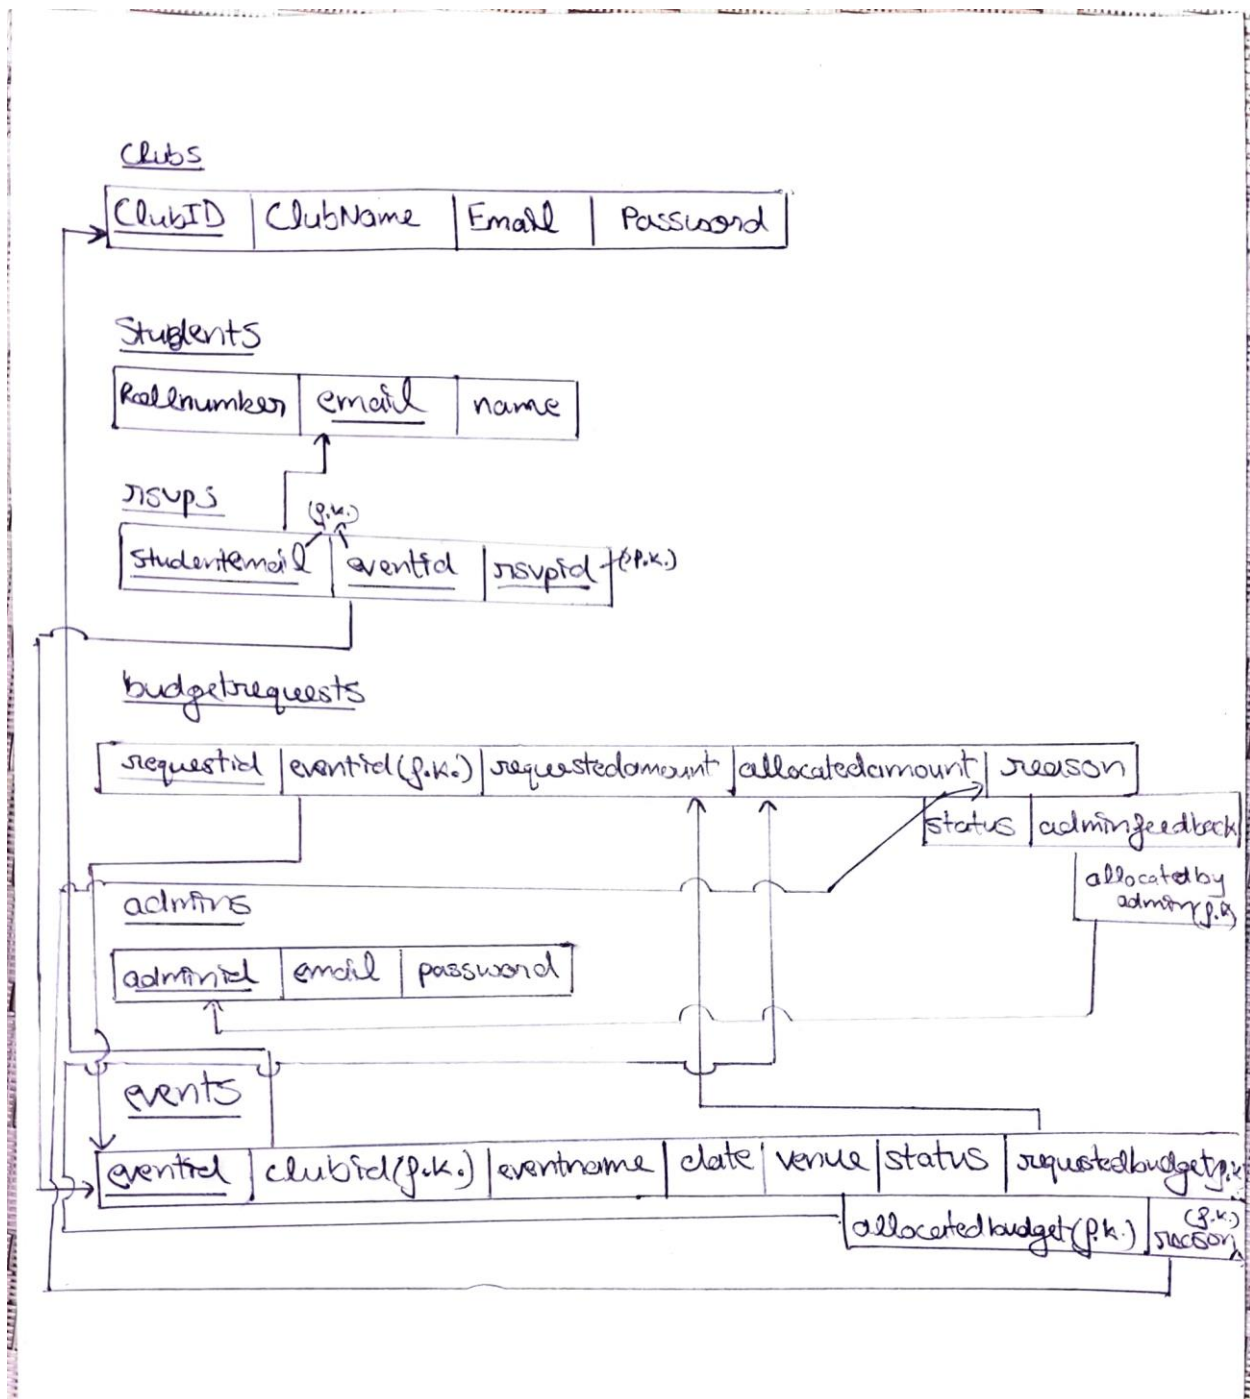 Clubs
ClubID ClubName Email Password
Students
Rollnumber email name
rsvps
(f.k.)
studentemail eventid rsvpid (P.K.)
budgetrequests
requestid eventid(f.k.) requestedamount allocatedamount reason
status adminfeedback
allocatedby
admin(f.k)
admins
adminid email password
events
eventid clubid(f.k.) eventname date venue status requestedbudget(f.k
allocatedbudget(f.k.) (f.k.)
reason